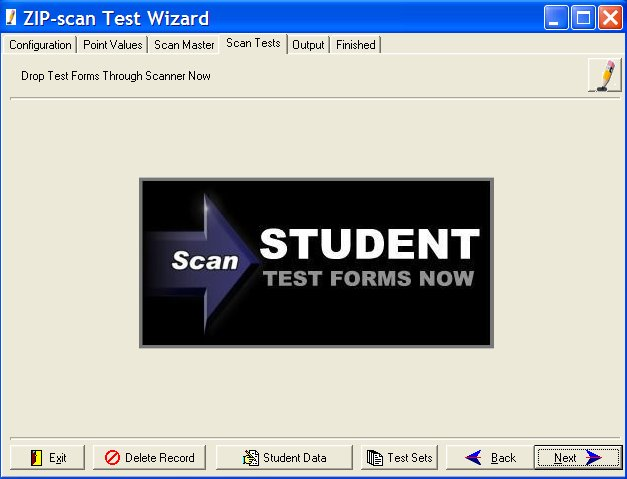 ZIP-scan Test Wizard
Configuration Point Values Scan Master Scan Tests Output Finished
Drop Test Forms Through Scanner Now
Scan
STUDENT
TEST FORMS NOW
Exit Delete Record Student Data Test Sets Back Next